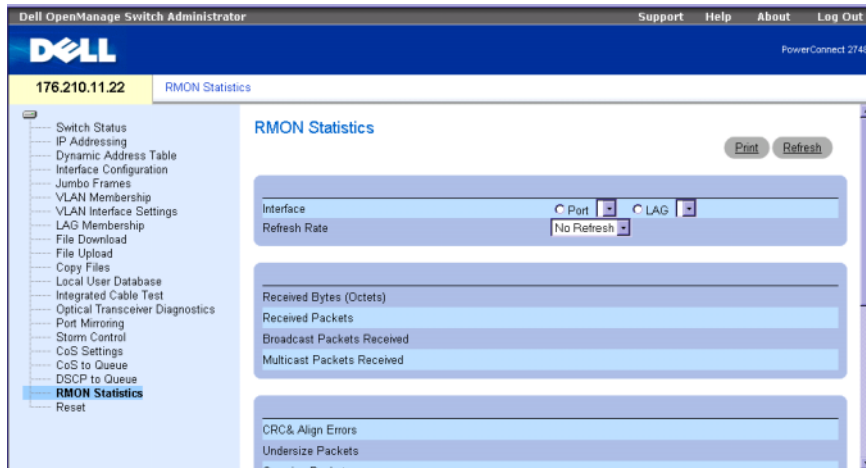 Dell OpenManage Switch Administrator
Support Help About Log Out
DELL
PowerConnect 2748
176.210.11.22
RMON Statistics
Switch Status
IP Addressing
Dynamic Address Table
Interface Configuration
Jumbo Frames
VLAN Membership
VLAN Interface Settings
LAG Membership
File Download
File Upload
Copy Files
Local User Database
Integrated Cable Test
Optical Transceiver Diagnostics
Port Mirroring
Storm Control
CoS Settings
CoS to Queue
DSCP to Queue
RMON Statistics
Reset
RMON Statistics
Print Refresh
Interface Port LAG
Refresh Rate No Refresh
Received Bytes (Octets)
Received Packets
Broadcast Packets Received
Multicast Packets Received
CRC& Align Errors
Undersize Packets